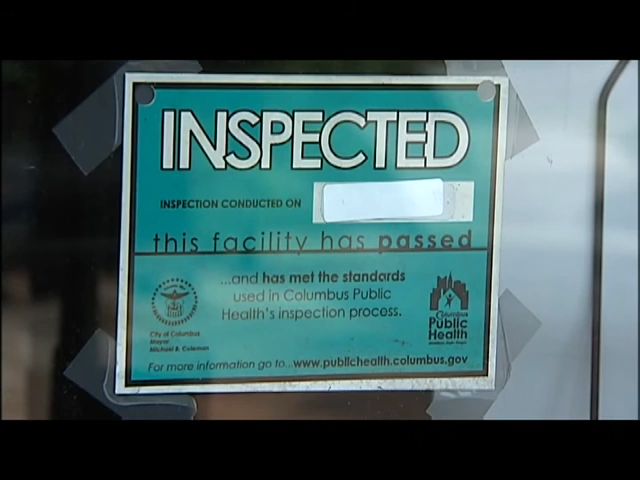 INSPECTED
INSPECTION CONDUCTED ON
this facility has passed
...and has met the standards
used in Columbus Public
Health's inspection process.
City of Columbus
Mayor
Michael B. Coleman
Columbus
Public
Health
For more information go to...www.publichealth.columbus.gov